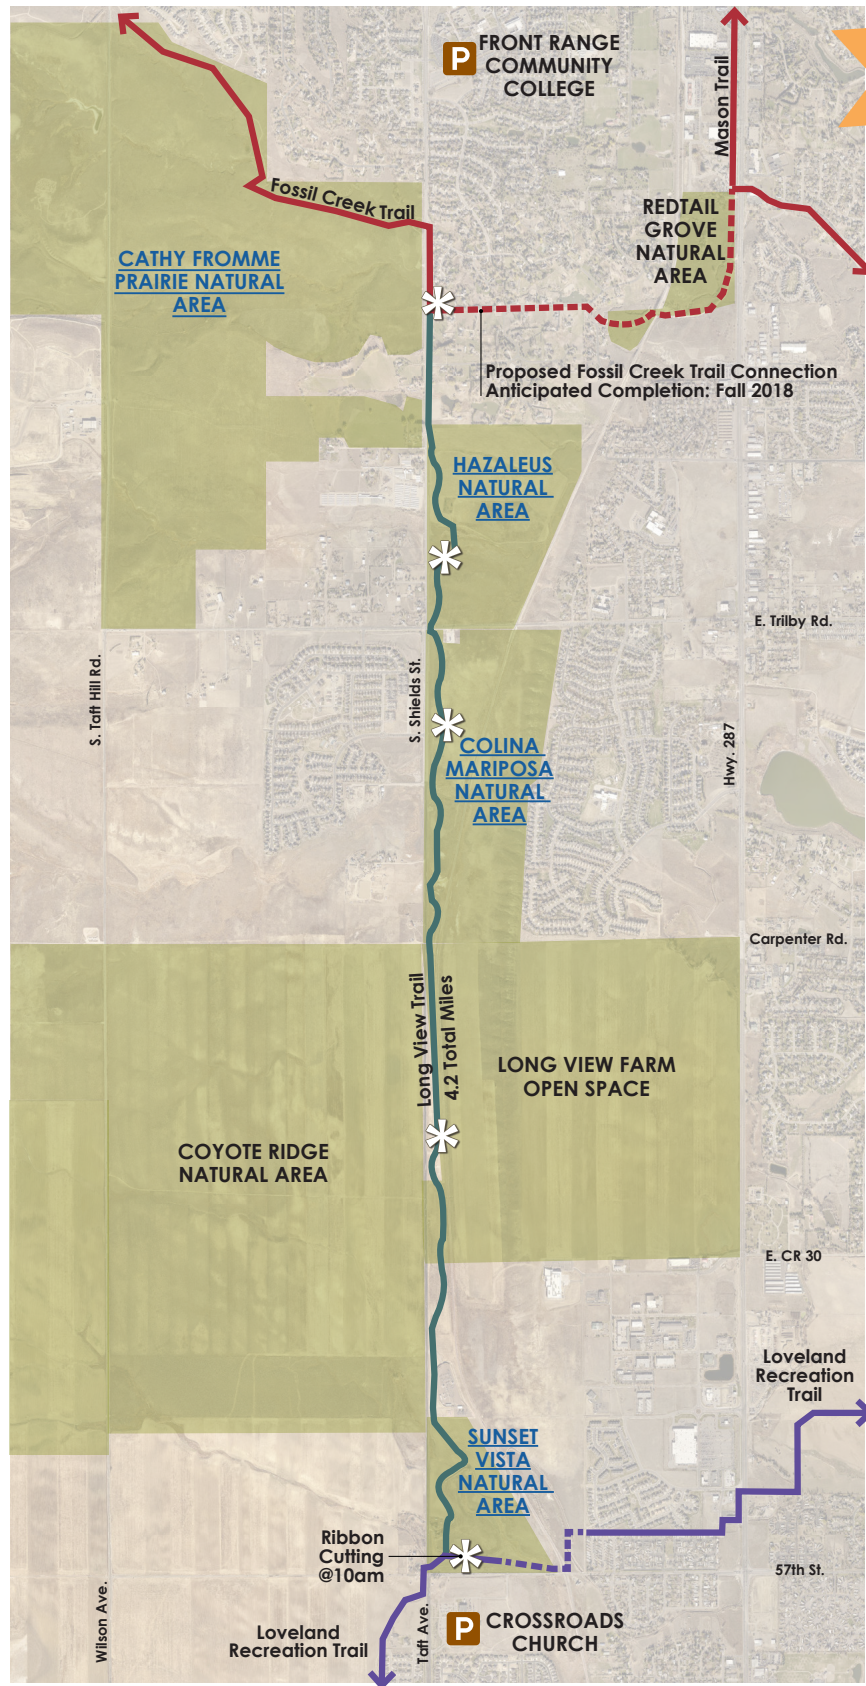 P
FRONT RANGE
COMMUNITY
COLLEGE
Mason Trail
Fossil Creek Trail
REDTAIL
GROVE
NATURAL
AREA
CATHY FROMME
PRAIRIE NATURAL
AREA
Proposed Fossil Creek Trail Connection
Anticipated Completion: Fall 2018
HAZALEUS
NATURAL
AREA
E. Trilby Rd.
S. Taft Hill Rd.
S. Shields St.
Hwy. 287
COLINA
MARIPOSA
NATURAL
AREA
Carpenter Rd.
Long View Trail
4.2 Total Miles
LONG VIEW FARM
OPEN SPACE
COYOTE RIDGE
NATURAL AREA
E. CR 30
Loveland
Recreation
Trail
SUNSET
VISTA
NATURAL
AREA
Ribbon
Cutting
@10am
57th St.
Wilson Ave.
Taft Ave.
Loveland
Recreation Trail
P
CROSSROADS
CHURCH